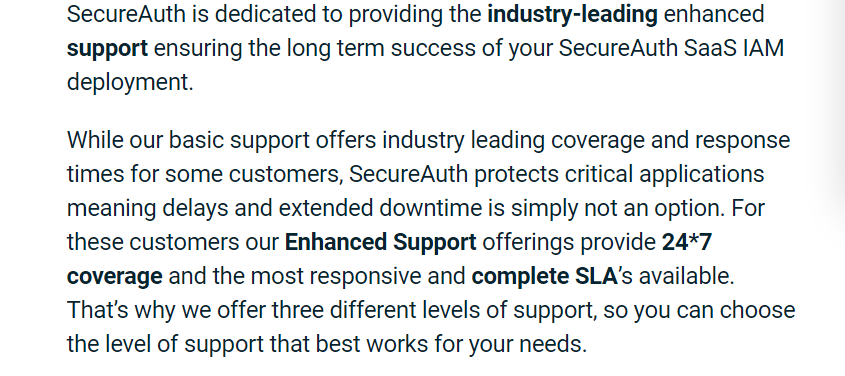 SecureAuth is dedicated to providing the industry-leading enhanced
support ensuring the long term success of your SecureAuth SaaS IAM
deployment.
While our basic support offers industry leading coverage and response
times for some customers, SecureAuth protects critical applications
meaning delays and extended downtime is simply not an option. For
these customers our Enhanced Support offerings provide 24*7
coverage and the most responsive and complete SLA’s available.
That’s why we offer three different levels of support, so you can choose
the level of support that best works for your needs.